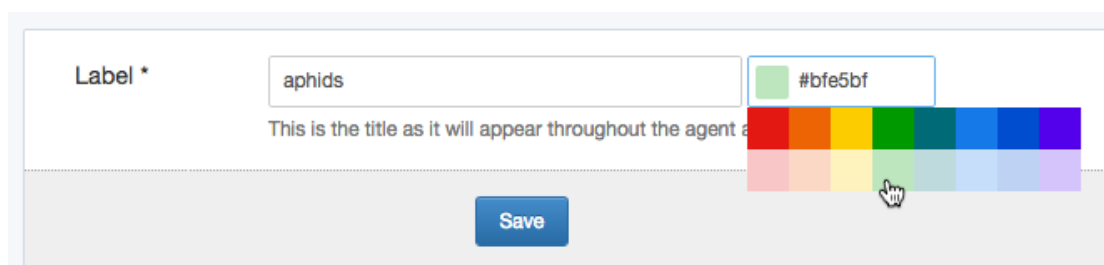 Label *
aphids
#bfe5bf
This is the title as it will appear throughout the agent
Save